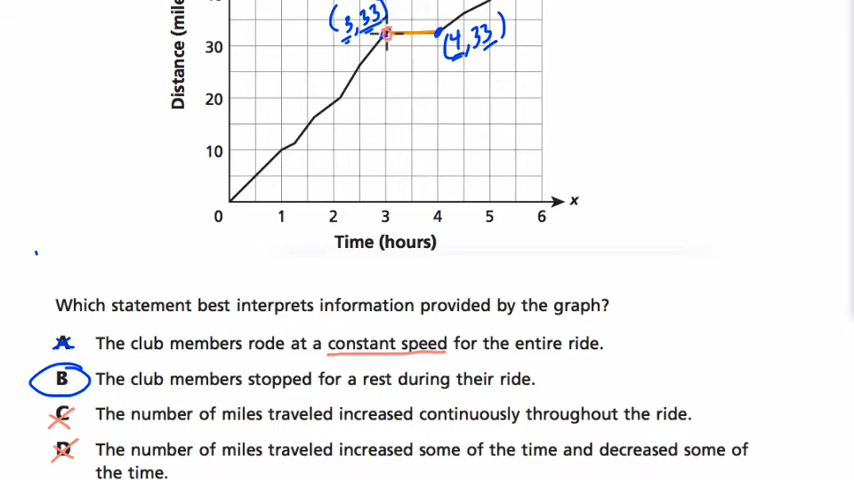 (3,33)
(4,33)
Distance (mile
30
20
10
0 1 2 3 4 5 6 x
Time (hours)
Which statement best interprets information provided by the graph?
A The club members rode at a constant speed for the entire ride.
B The club members stopped for a rest during their ride.
C The number of miles traveled increased continuously throughout the ride.
D The number of miles traveled increased some of the time and decreased some of
the time.